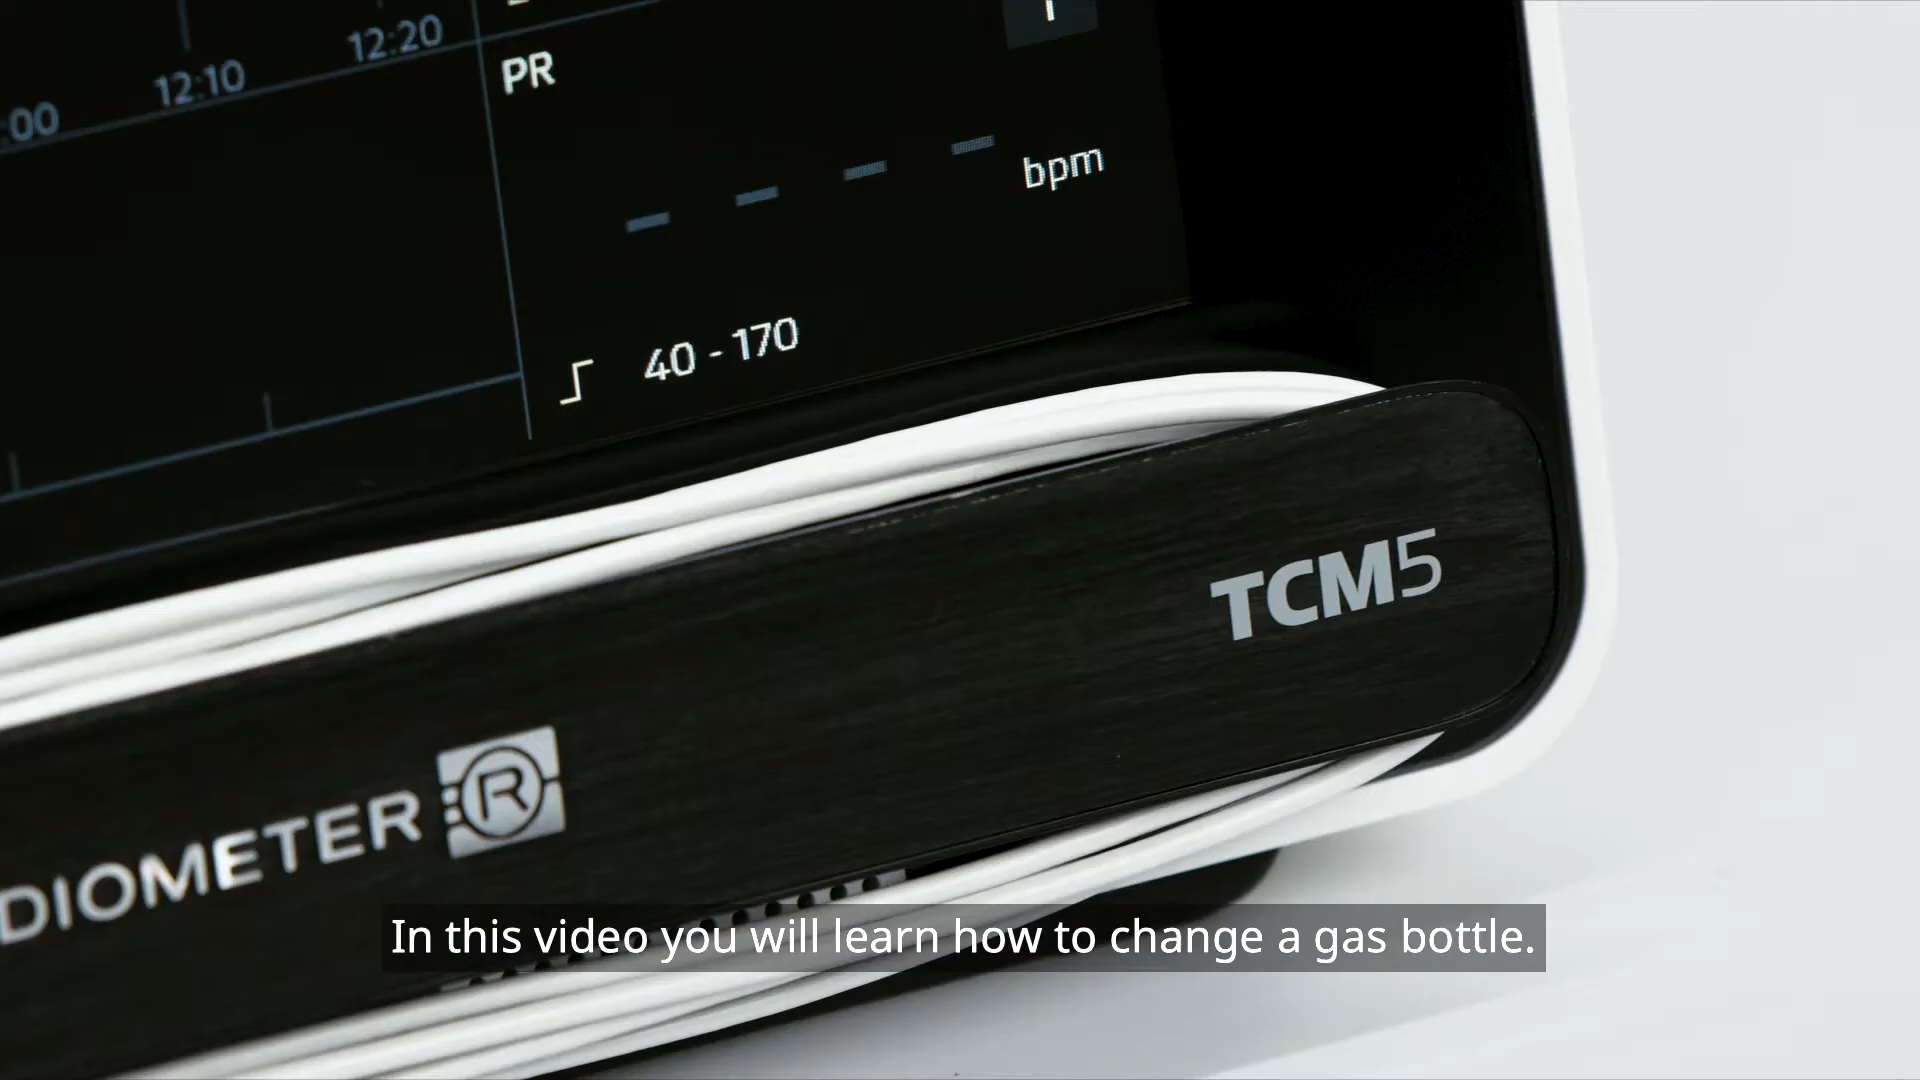 :00 12:10 12:20
PR
bpm
40 - 170
TCM5
DIOMETER R
In this video you will learn how to change a gas bottle.